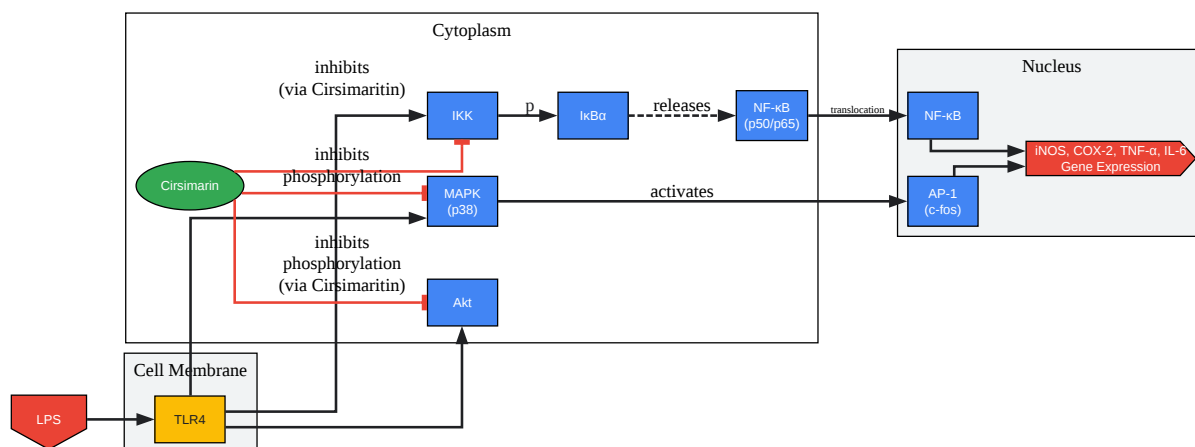 Cytoplasm
Nucleus
inhibits
(via Cirsimaritin)
IKK
p
IκBα
releases
NF-κB
(p50/p65)
translocation
NF-κB
iNOS, COX-2, TNF-α, IL-6
Gene Expression
Cirsimarin
inhibits
phosphorylation
MAPK
(p38)
activates
AP-1
(c-fos)
inhibits
phosphorylation
(via Cirsimaritin)
Akt
Cell Membrane
LPS
TLR4